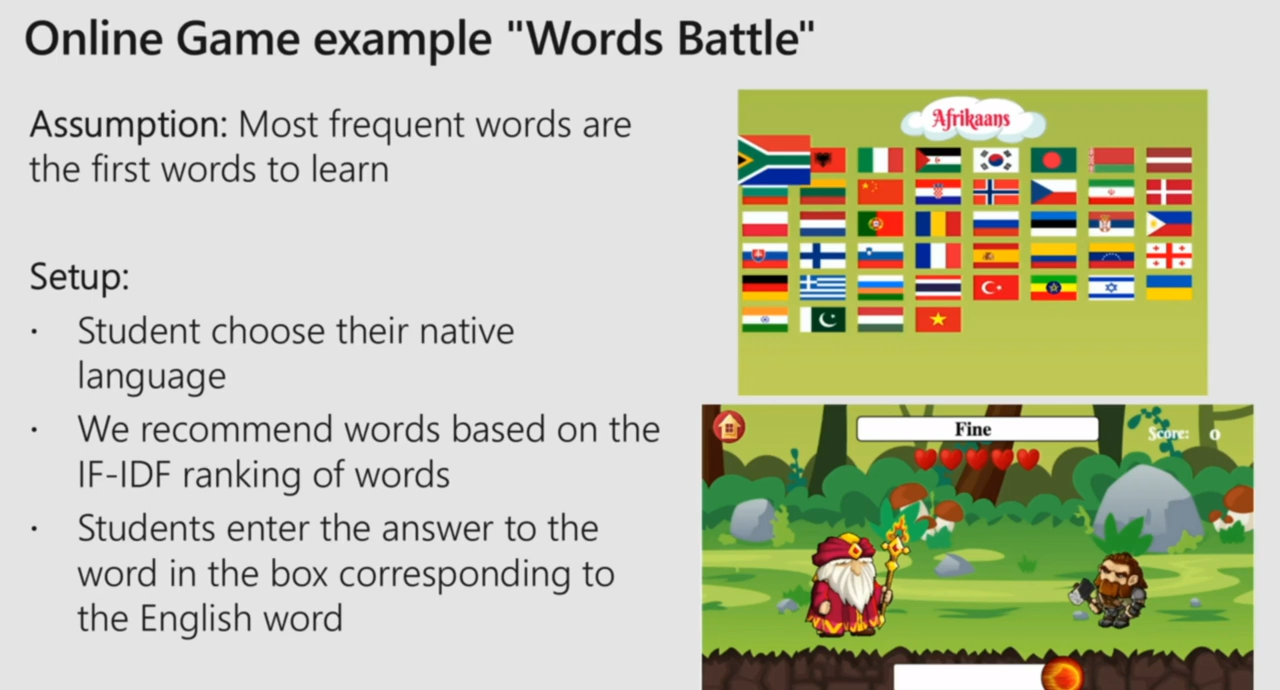 Online Game example "Words Battle"
Assumption: Most frequent words are
the first words to learn
Setup:
· Student choose their native
language
· We recommend words based on the
IF-IDF ranking of words
· Students enter the answer to the
word in the box corresponding to
the English word
Afrikaans
Fine
Score: 0